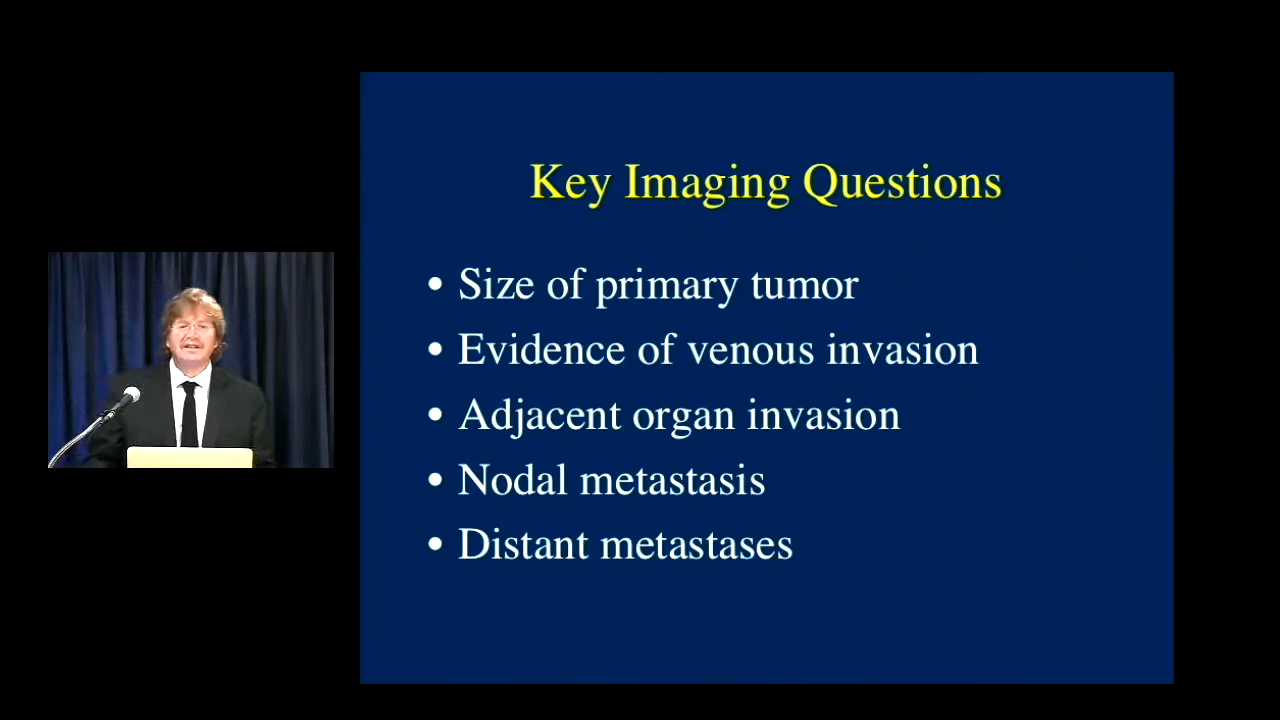 Key Imaging Questions
• Size of primary tumor
• Evidence of venous invasion
• Adjacent organ invasion
• Nodal metastasis
• Distant metastases